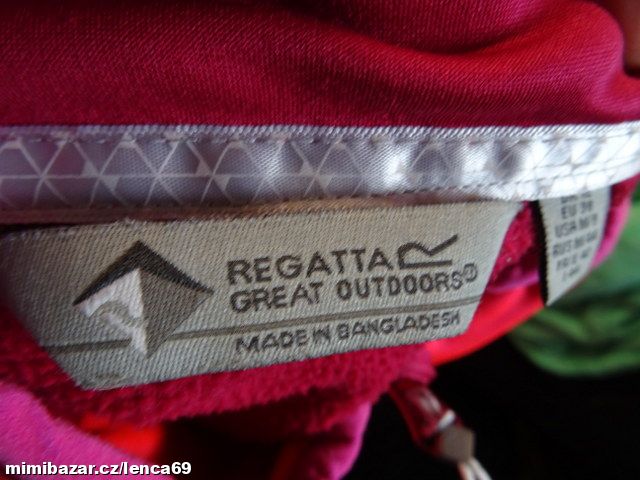 REGATTA
GREAT OUTDOORS®
MADE IN BANGLADESH
mimibazar.cz/lenca69